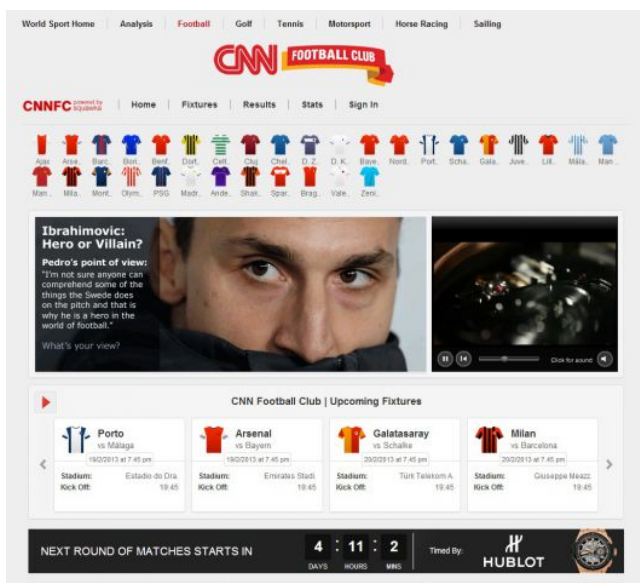 World Sport Home Analysis Football Golf Tennis Motorsport Horse Racing Sailing
CNN FOOTBALL CLUB
CNNFC powered by squawka Home Fixtures Results Stats Sign In
Ajax Arse.. Barc.. Bori.. Benf.. Dort.. Celt.. Cluj Chel.. D. Z.. D. K.. Baye.. Nord.. Port.. Scha.. Gala.. Juve.. Lill.. Mála.. Man ..
Man .. Mila.. Mont.. Olym.. PSG Madr.. Ande.. Shak.. Spar.. Brag.. Vale.. Zeni..
Ibrahimovic:
Hero or Villain?
Pedro's point of view:
"I'm not sure anyone can
comprehend some of the
things the Swede does
on the pitch and that is
why he is a hero in the
world of football."
What's your view?
Click for sound
CNN Football Club | Upcoming Fixtures
Porto Arsenal Galatasaray Milan
vs Málaga vs Bayern vs Schalke vs Barcelona
19/2/2013 at 7.45 pm 19/2/2013 at 7.45 pm 20/2/2013 at 7.45 pm 20/2/2013 at 7.45 pm
Stadium: Estádio do Dra. Stadium: Emirates Stadi. Stadium: Türk Telekom A. Stadium: Giuseppe Meazz.
Kick Off: 19:45 Kick Off: 19:45 Kick Off: 19:45 Kick Off: 19:45
NEXT ROUND OF MATCHES STARTS IN 4 : 11 : 2 Timed By: HUBLOT
DAYS HOURS MINS